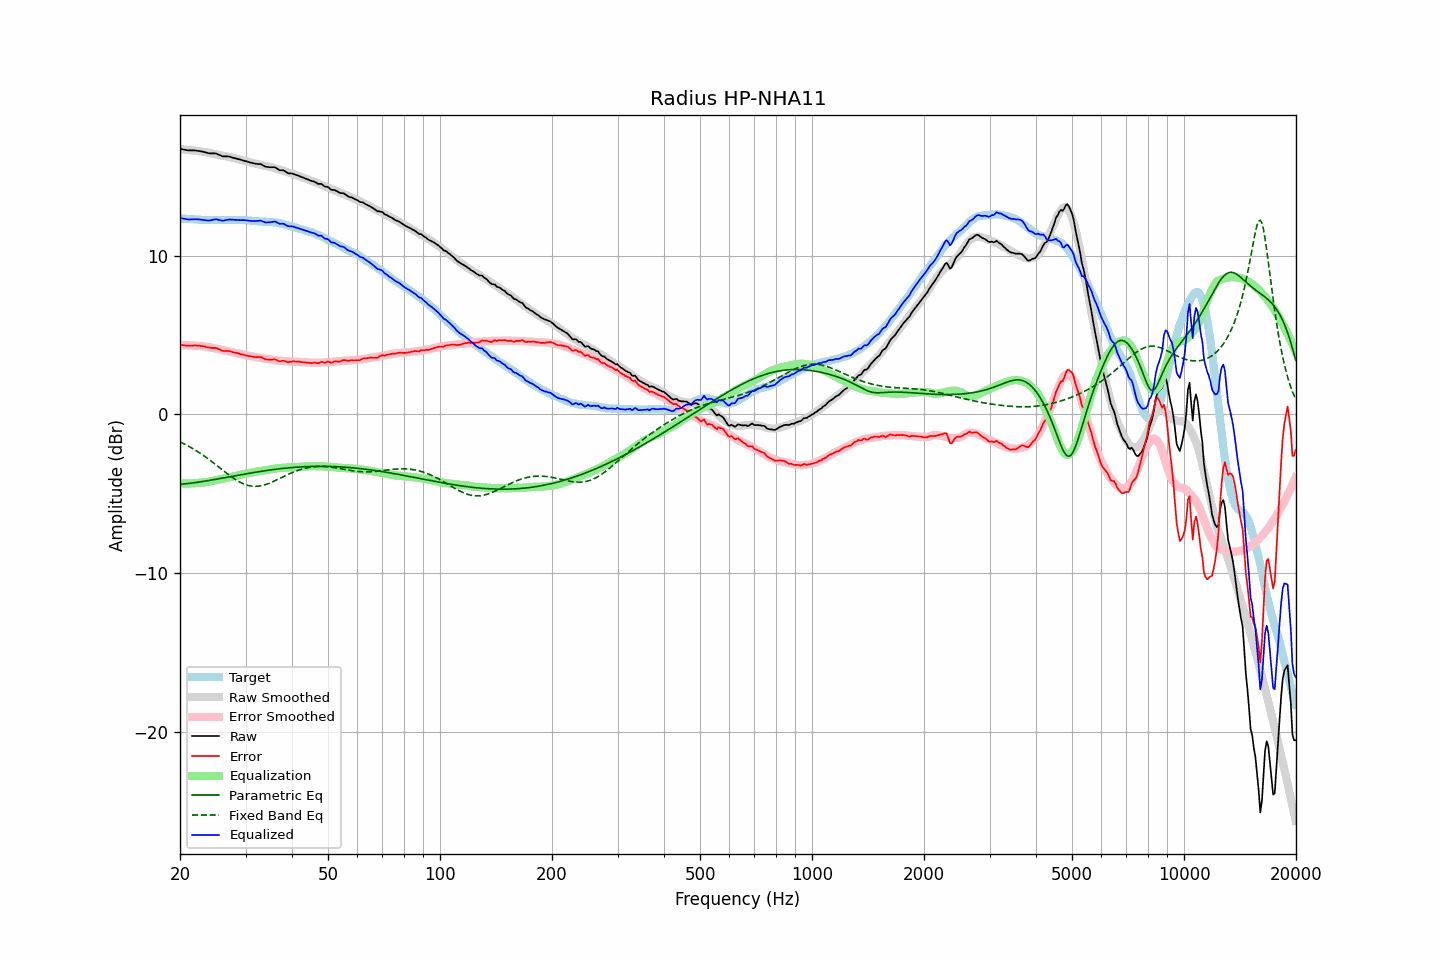 Radius HP-NHA11
Amplitude (dBr)
10
0
−10
−20
Target
Raw Smoothed
Error Smoothed
Raw
Error
Equalization
Parametric Eq
Fixed Band Eq
Equalized
20 50 100 200 500 1000 2000 5000 10000 20000
Frequency (Hz)